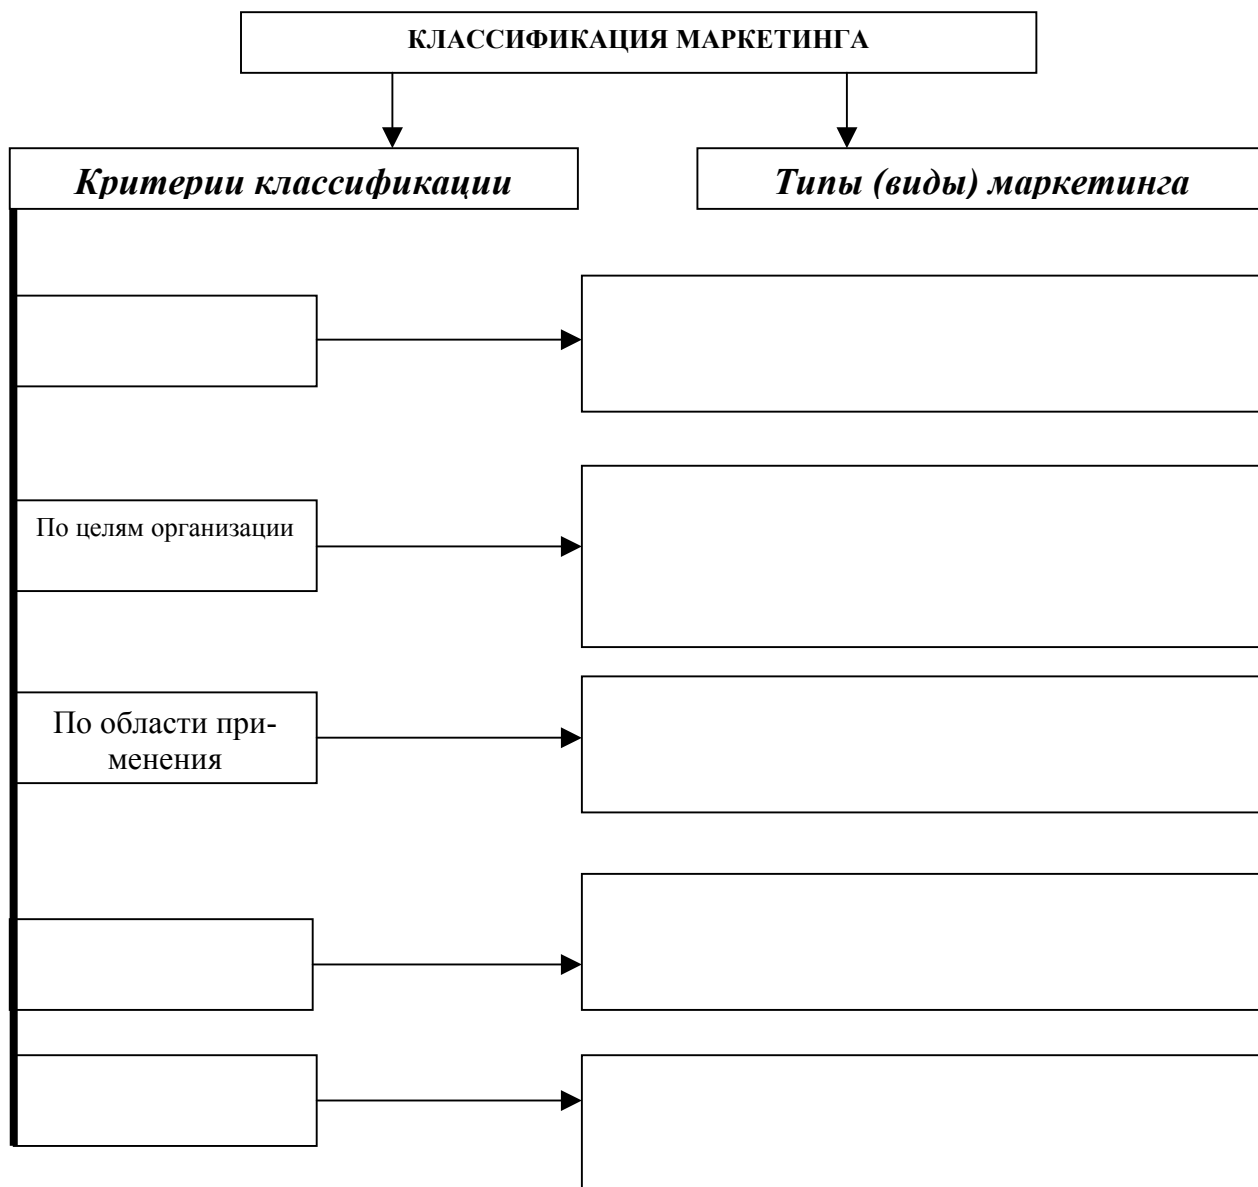 КЛАССИФИКАЦИЯ МАРКЕТИНГА
Критерии классификации
Типы (виды) маркетинга
По целям организации
По области при-
менения